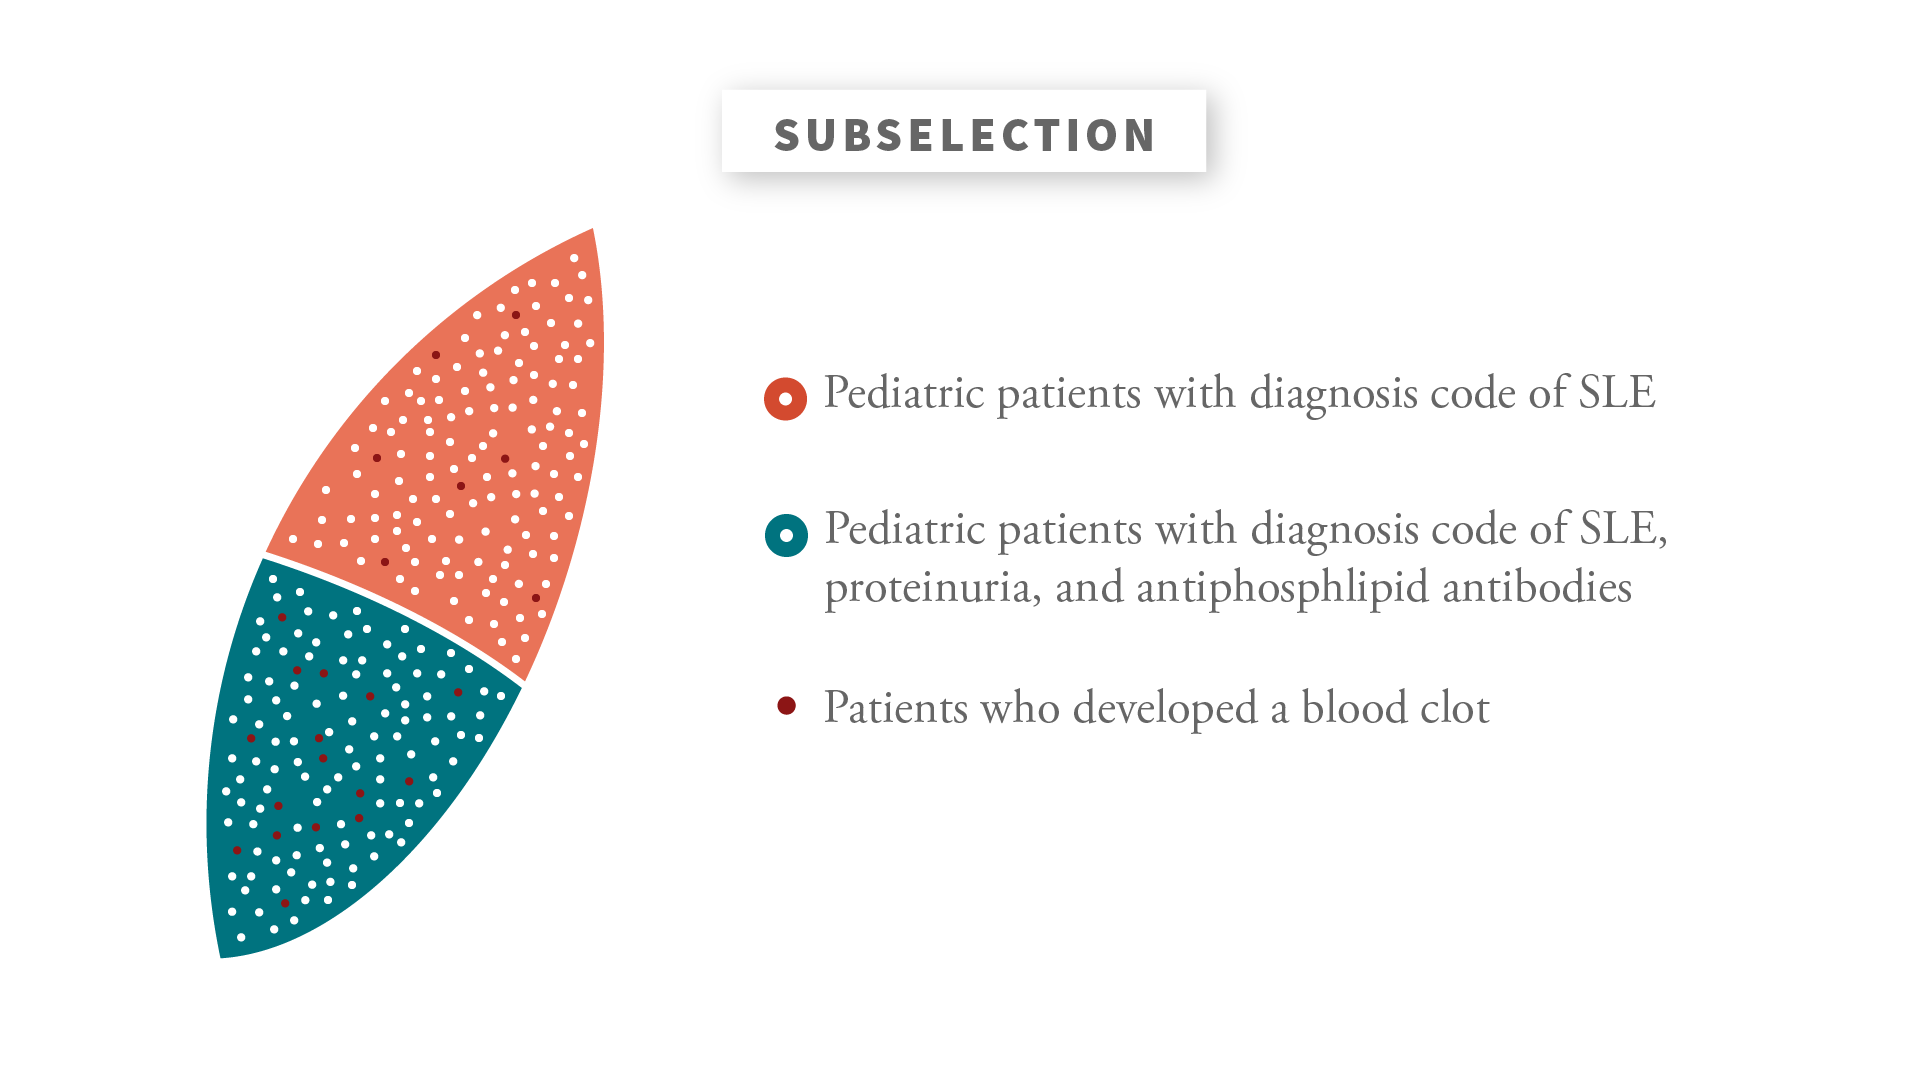 SUBSELECTION
Pediatric patients with diagnosis code of SLE
Pediatric patients with diagnosis code of SLE,
proteinuria, and antiphosphlipid antibodies
Patients who developed a blood clot